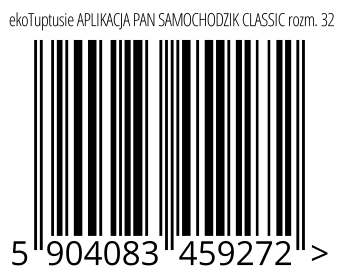 ekoTuptusie APLIKACJA PAN SAMOCHODZIK CLASSIC rozm. 32
5 904083 459272 >